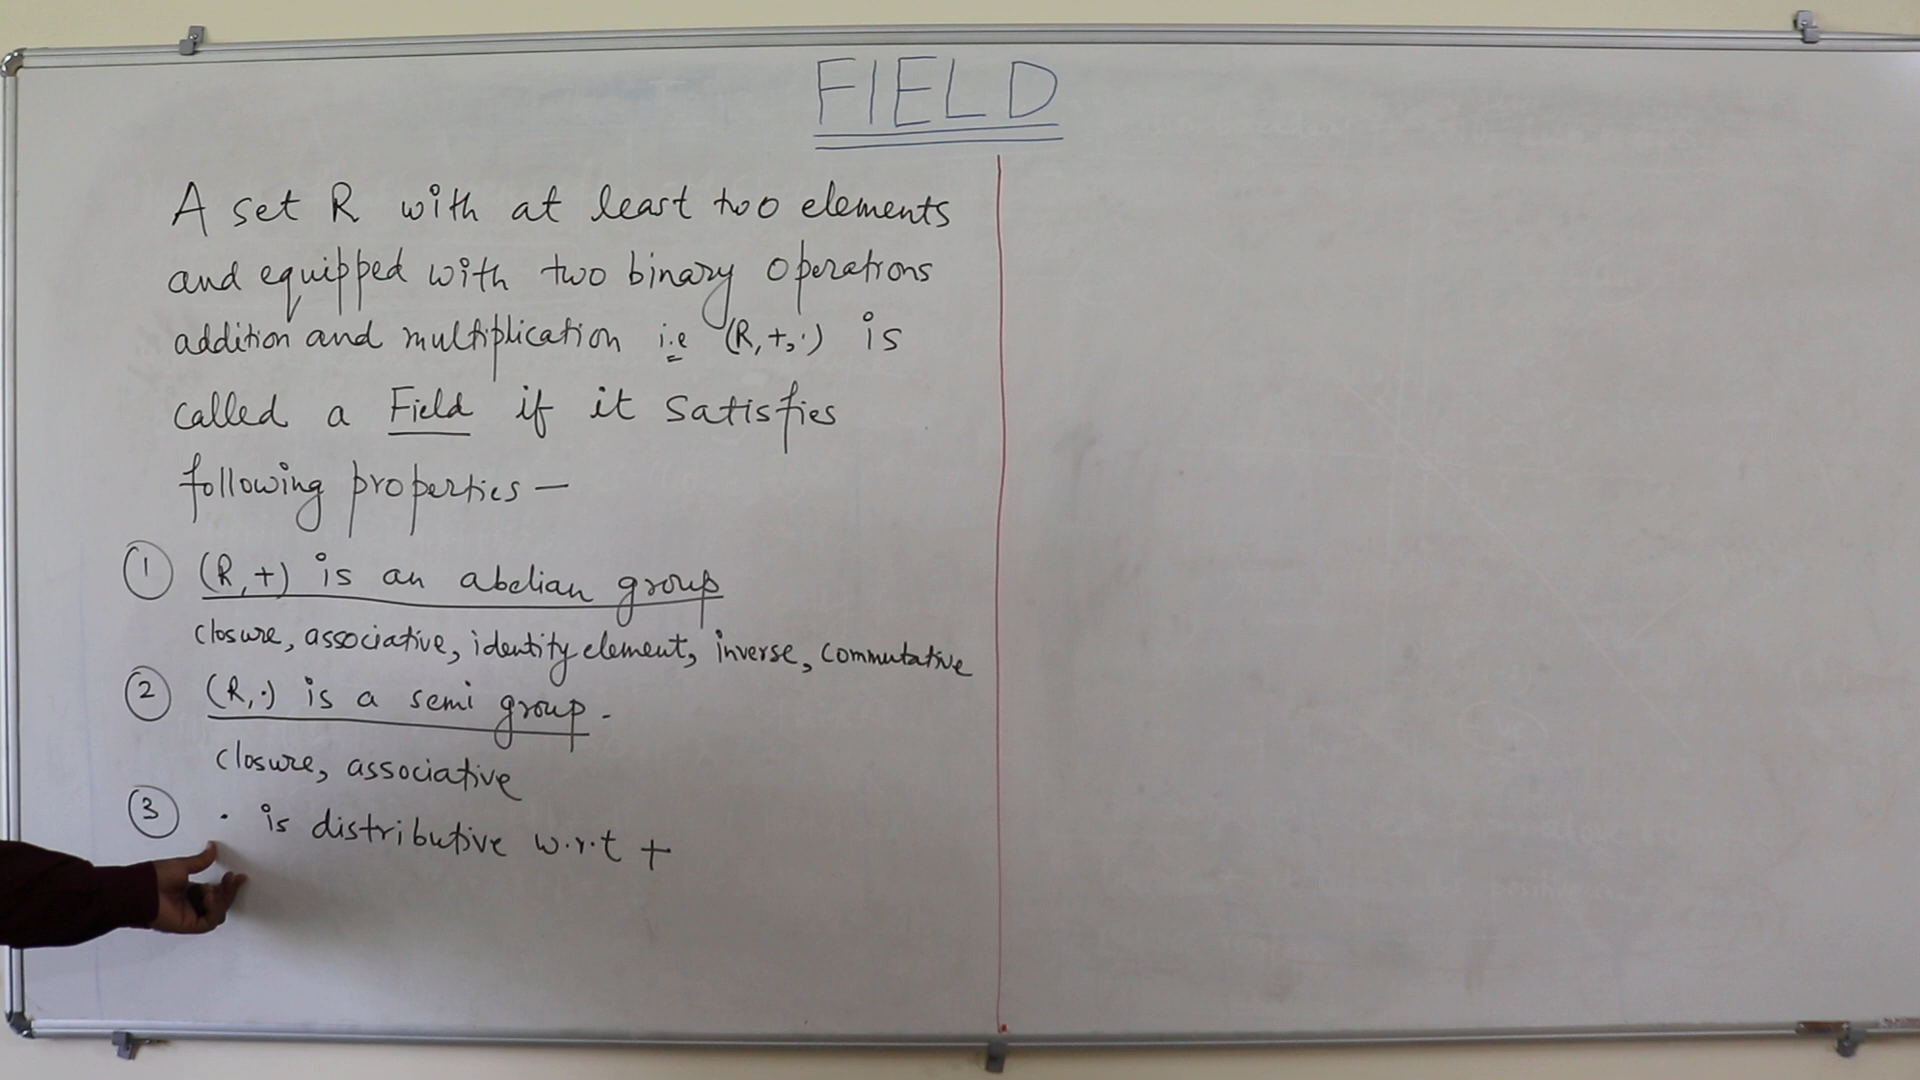 FIELD
A set R with at least two elements
and equipped with two binary operations
addition and multiplication i.e (R, +, ·) is
called a Field if it satisfies
following properties —
① (R, +) is an abelian group
closure, associative, identity element, inverse, commutative
② (R, ·) is a semi group -
closure, associative
③ · is distributive w.r.t +